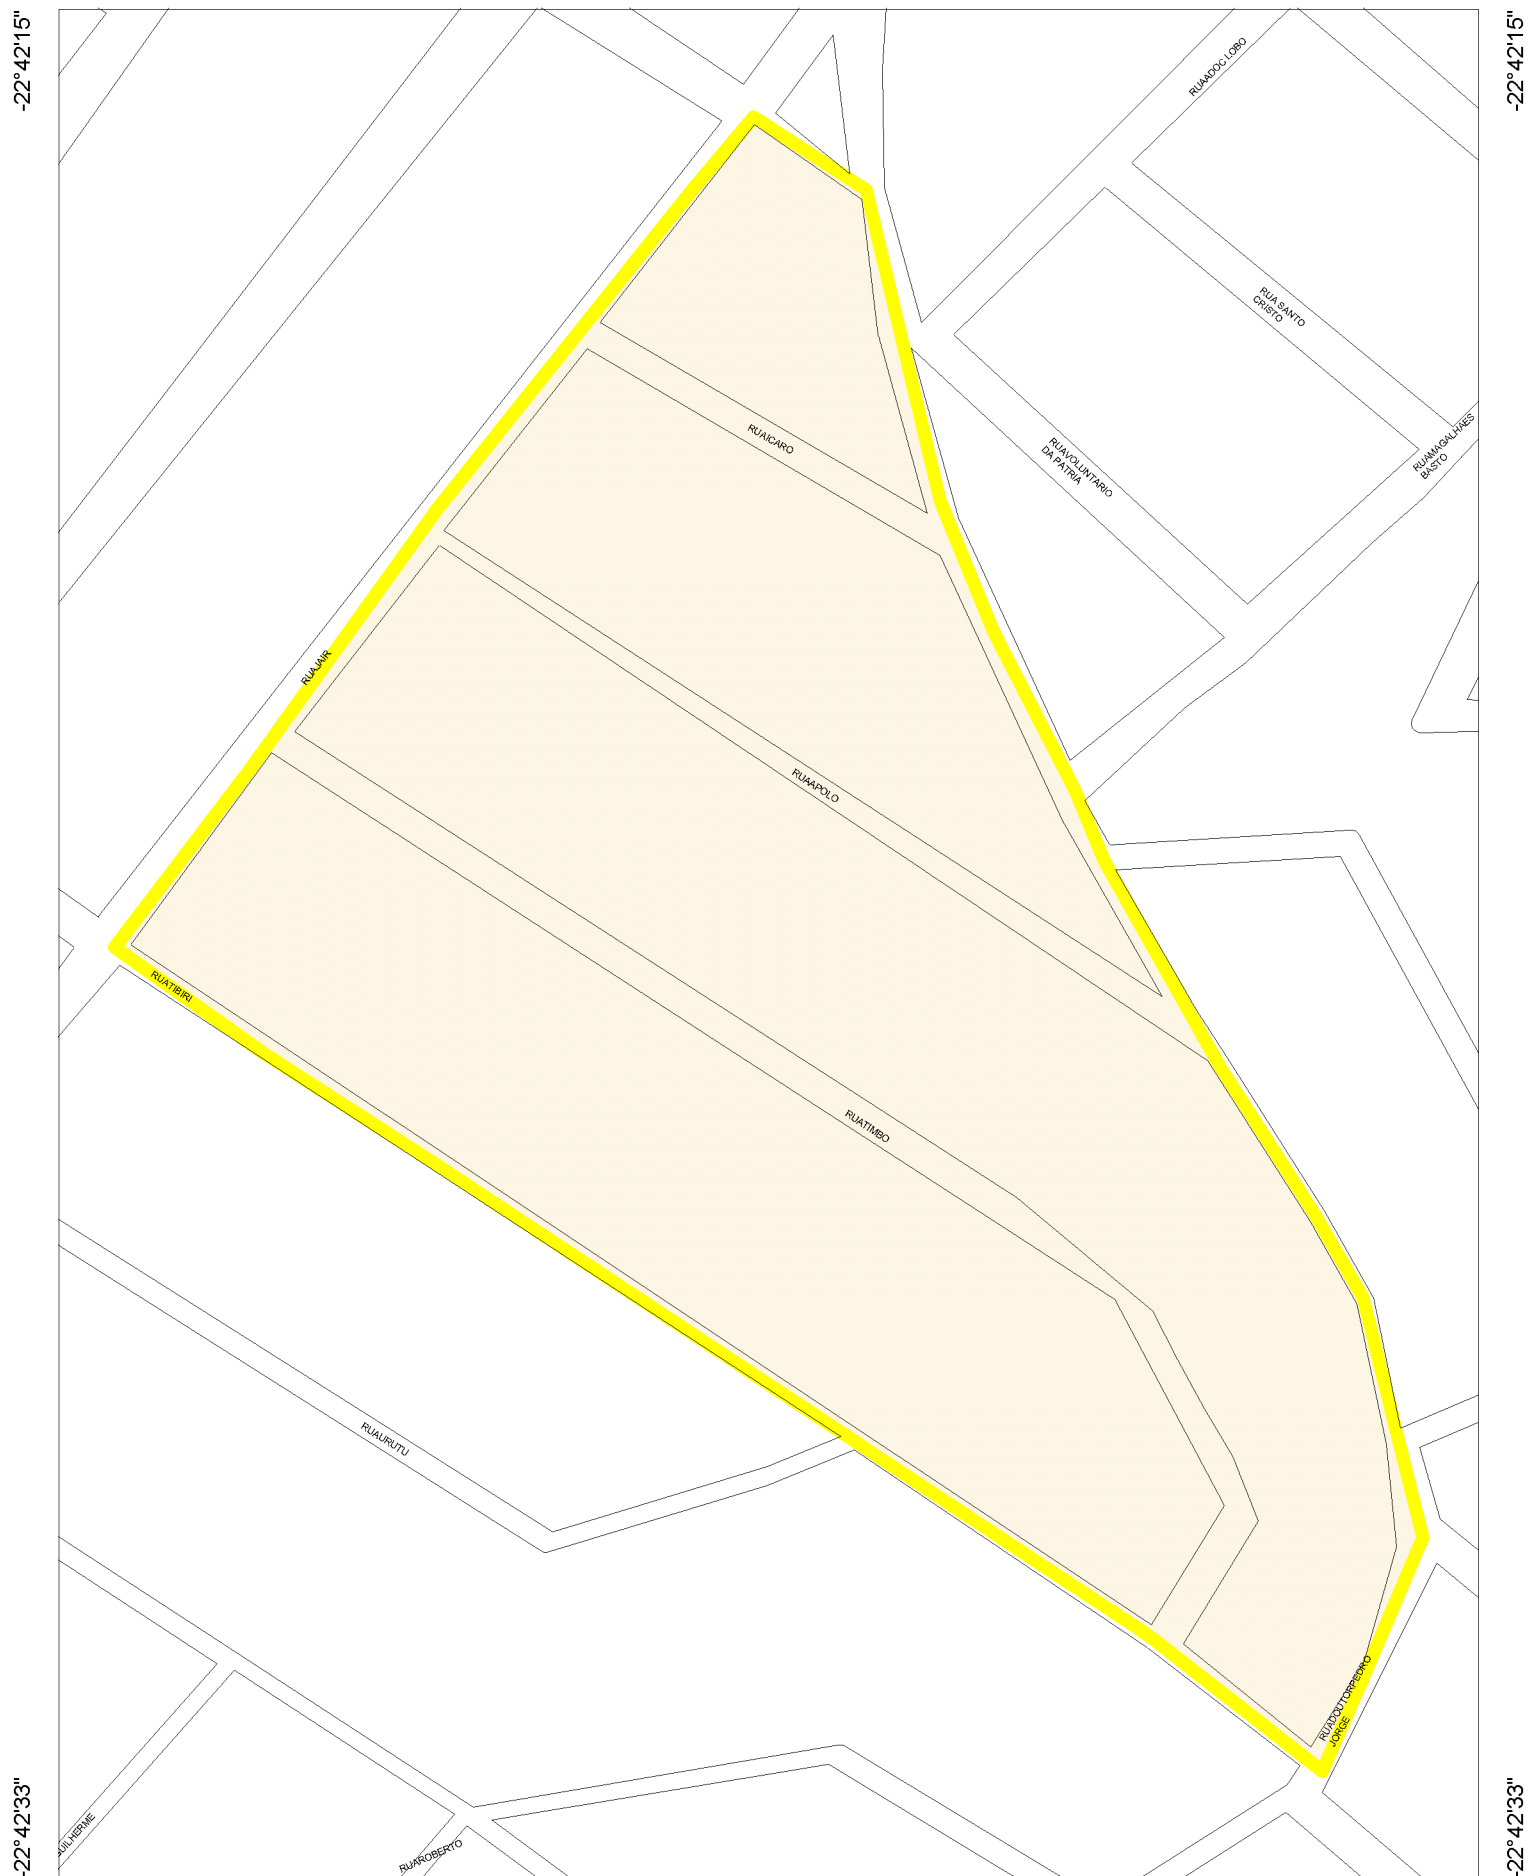 -22°42'15"
-22°42'15"
RUAADOC LOBO
RUA SANTO
CRISTO
RUAMAGALHAES
BASTO
RUAVOLUNTARIO
DA PATRIA
RUAICARO
RUAJAIR
RUAAPOLO
RUATIBIRI
RUATIMBO
RUAURUTU
RUADOUTORPEDRO
JORGE
RUAROBERTO
-22°42'33"
-22°42'33"